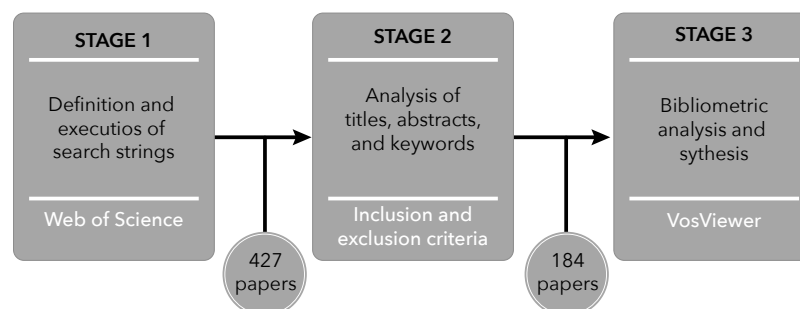 STAGE 1
Definition and
executios of
search strings
Web of Science
427
papers
STAGE 2
Analysis of
titles, abstracts,
and keywords
Inclusion and
exclusion criteria
184
papers
STAGE 3
Bibliometric
analysis and
sythesis
VosViewer